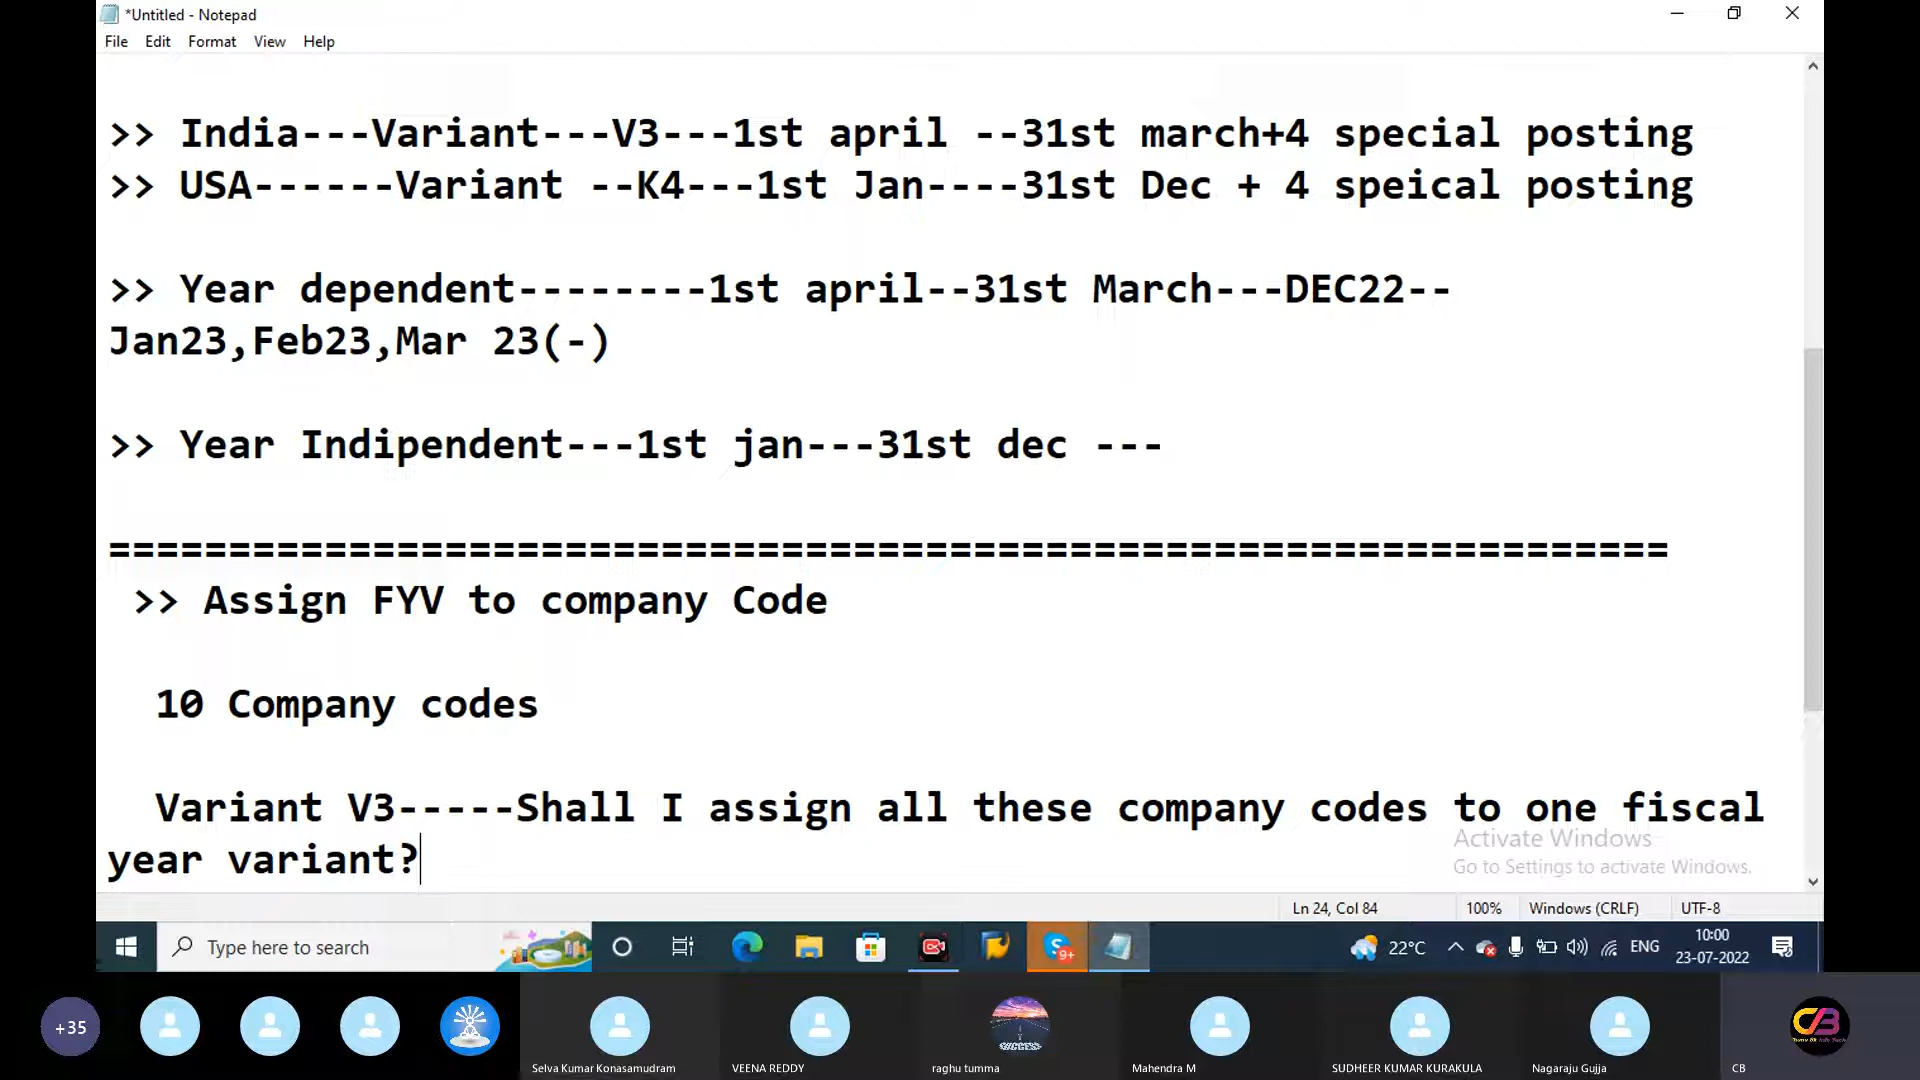 *Untitled - Notepad
File Edit Format View Help
>> India---Variant---V3---1st april --31st march+4 special posting
>> USA------Variant --K4---1st Jan----31st Dec + 4 speical posting
>> Year dependent--------1st april--31st March---DEC22--
Jan23,Feb23,Mar 23(-)
>> Year Indipendent---1st jan---31st dec ---
=================================================================
>> Assign FYV to company Code
10 Company codes
Variant V3-----Shall I assign all these company codes to one fiscal
year variant?
Activate Windows
Go to Settings to activate Windows.
Ln 24, Col 84 100% Windows (CRLF) UTF-8
Type here to search 9+ 22°C ENG 10:00
23-07-2022
+35
Selva Kumar Konasamudram VEENA REDDY raghu tumma Mahendra M SUDHEER KUMAR KURAKULA Nagaraju Gujja CB